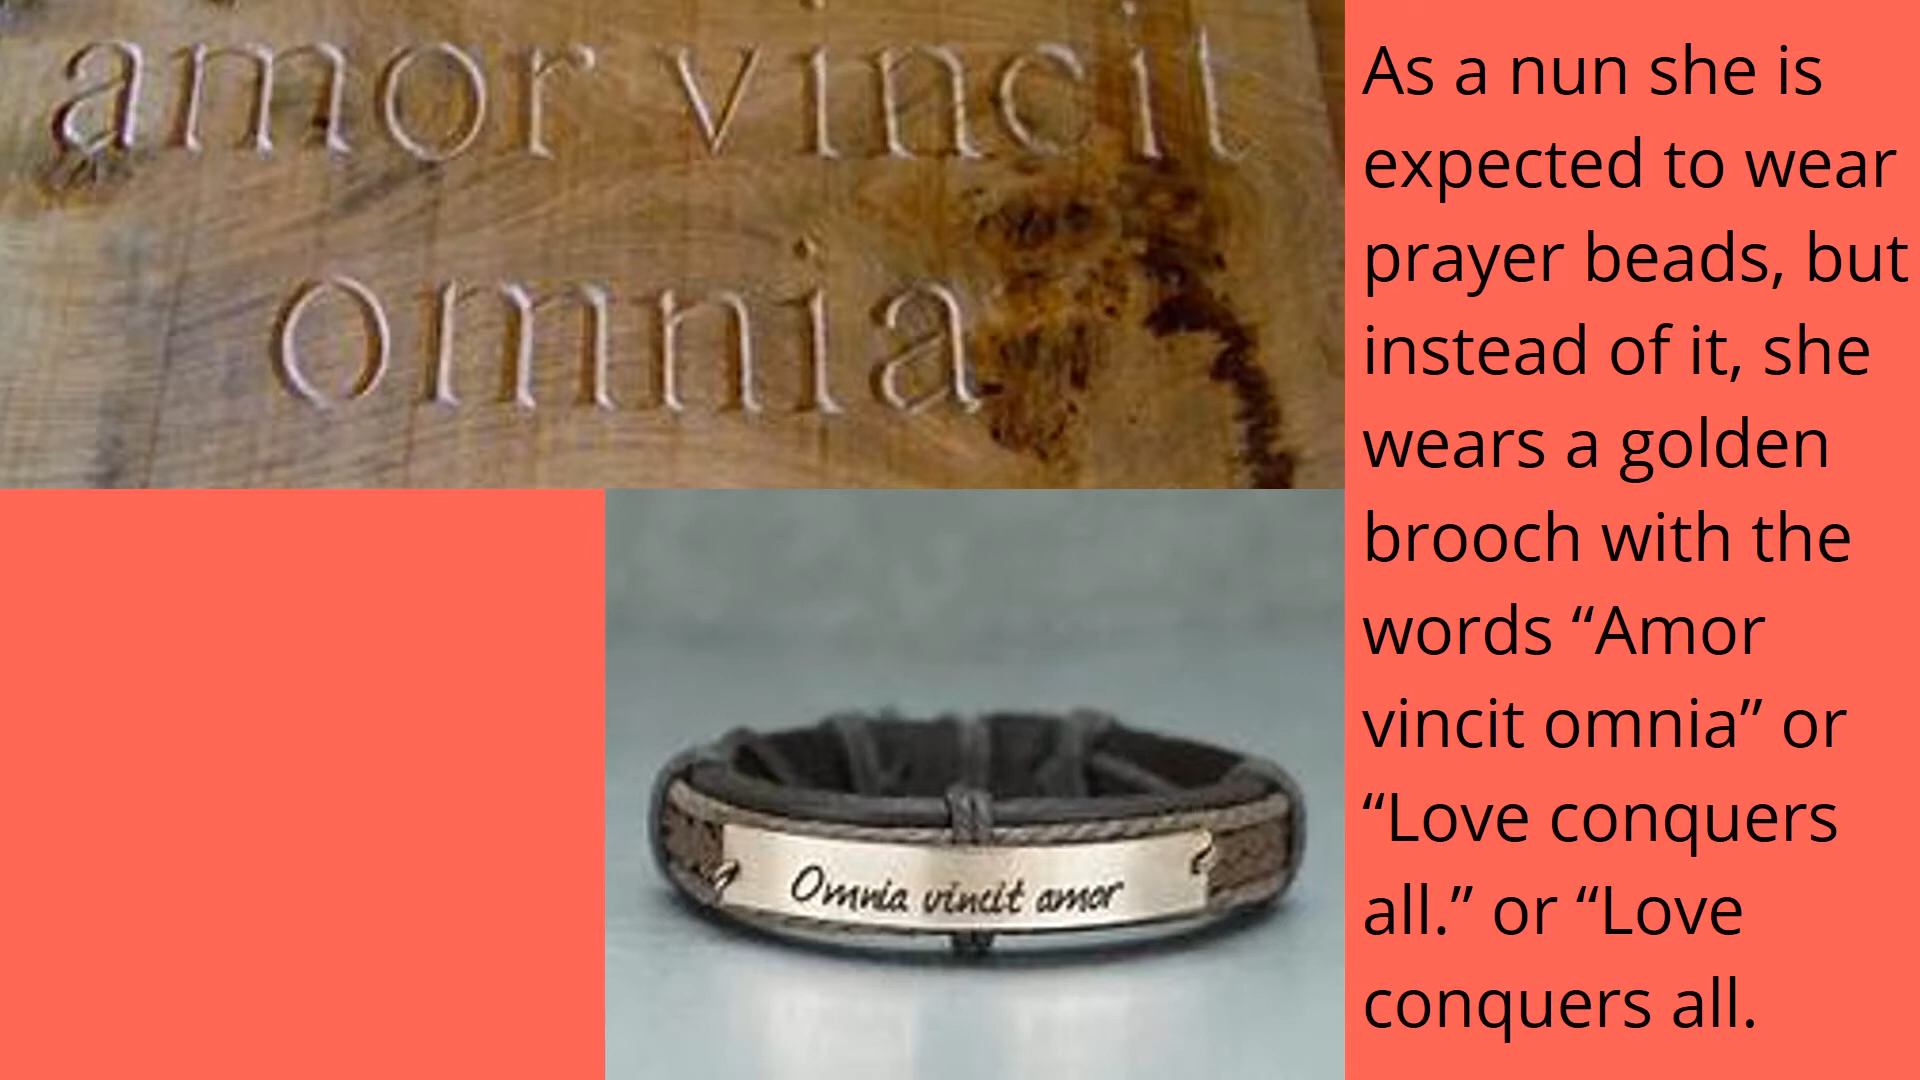 amor vincit
omnia
Omnia vincit amor
As a nun she is
expected to wear
prayer beads, but
instead of it, she
wears a golden
brooch with the
words “Amor
vincit omnia” or
“Love conquers
all.” or “Love
conquers all.